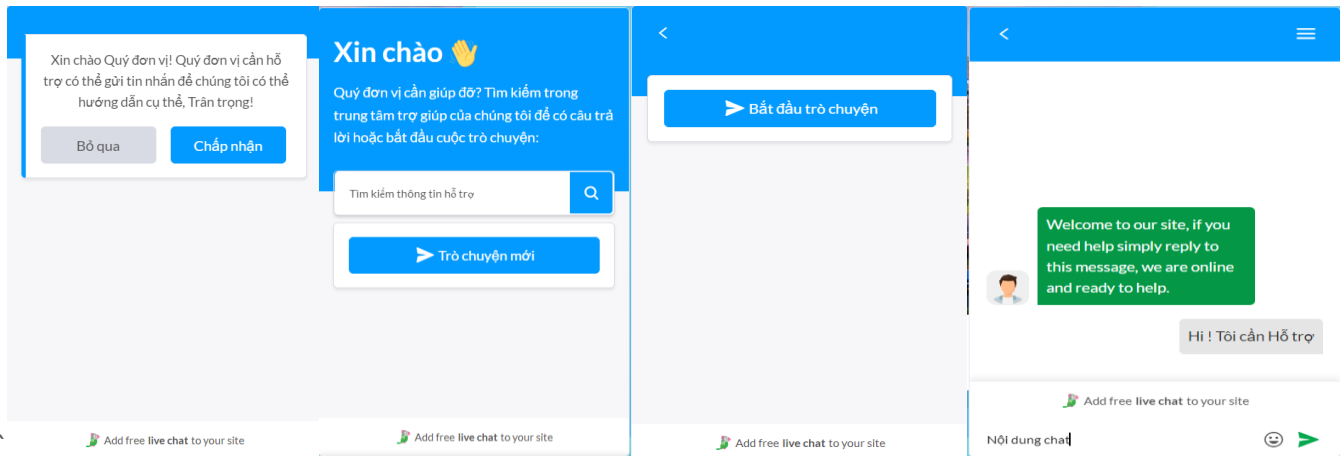 Xin chào Quý đơn vị! Quý đơn vị cần hỗ
trợ có thể gửi tin nhắn để chúng tôi có thể
hướng dẫn cụ thể, Trân trọng!
Bỏ qua
Chấp nhận
Add free live chat to your site
Xin chào 👋
Quý đơn vị cần giúp đỡ? Tìm kiếm trong
trung tâm trợ giúp của chúng tôi để có câu trả
lời hoặc bắt đầu cuộc trò chuyện:
Tìm kiếm thông tin hỗ trợ
Trò chuyện mới
Add free live chat to your site
Bắt đầu trò chuyện
Add free live chat to your site
Welcome to our site, if you
need help simply reply to
this message, we are online
and ready to help.
Hi ! Tôi cần Hỗ trợ
Add free live chat to your site
Nội dung chat